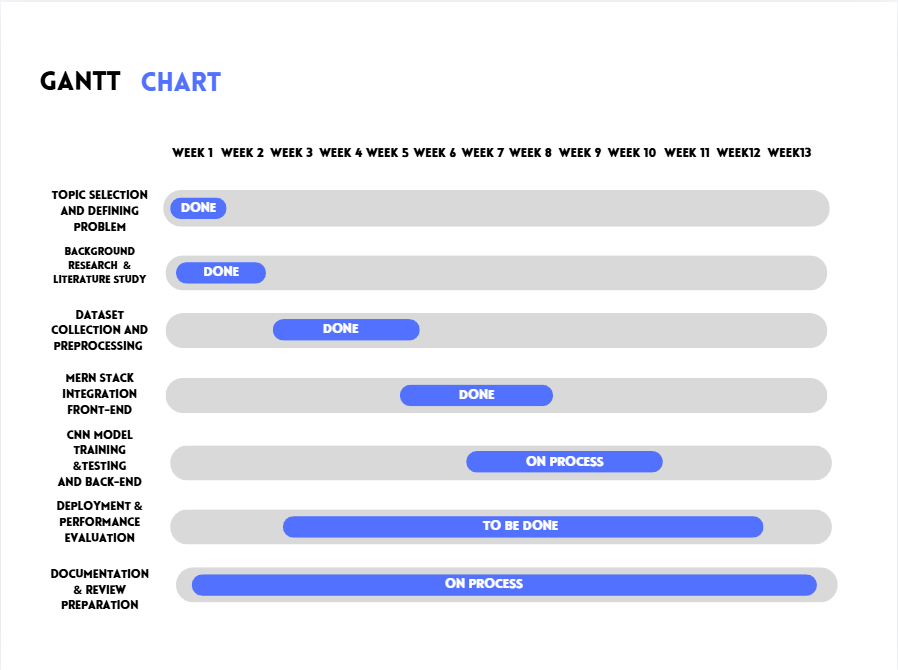 GANTT CHART
WEEK 1 WEEK 2 WEEK 3 WEEK 4 WEEK 5 WEEK 6 WEEK 7 WEEK 8 WEEK 9 WEEK 10 WEEK 11 WEEK12 WEEK13
TOPIC SELECTION
AND DEFINING
PROBLEM
DONE
BACKGROUND
RESEARCH &
LITERATURE STUDY
DONE
DATASET
COLLECTION AND
PREPROCESSING
DONE
MERN STACK
INTEGRATION
FRONT-END
DONE
CNN MODEL
TRAINING
&TESTING
AND BACK-END
ON PROCESS
DEPLOYMENT &
PERFORMANCE
EVALUATION
TO BE DONE
DOCUMENTATION
& REVIEW
PREPARATION
ON PROCESS